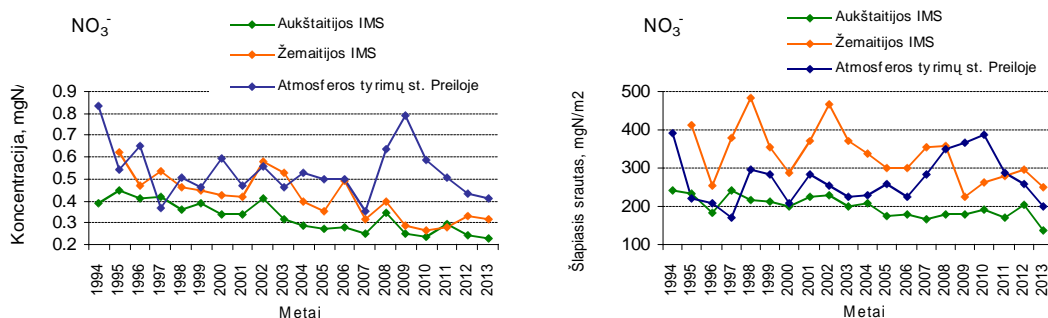 NO3-
Aukštaitijos IMS
Žemaitijos IMS
Atmosferos tyrimų st. Preiloje
Koncentracija, mgN/
0.9
0.8
0.7
0.6
0.5
0.4
0.3
0.2
1994 1995 1996 1997 1998 1999 2000 2001 2002 2003 2004 2005 2006 2007 2008 2009 2010 2011 2012 2013
Metai
NO3-
Aukštaitijos IMS
Žemaitijos IMS
Atmosferos tyrimų st. Preiloje
Šlapiasis srautas, mgN/m2
500
400
300
200
100
1994 1995 1996 1997 1998 1999 2000 2001 2002 2003 2004 2005 2006 2007 2008 2009 2010 2011 2012 2013
Metai